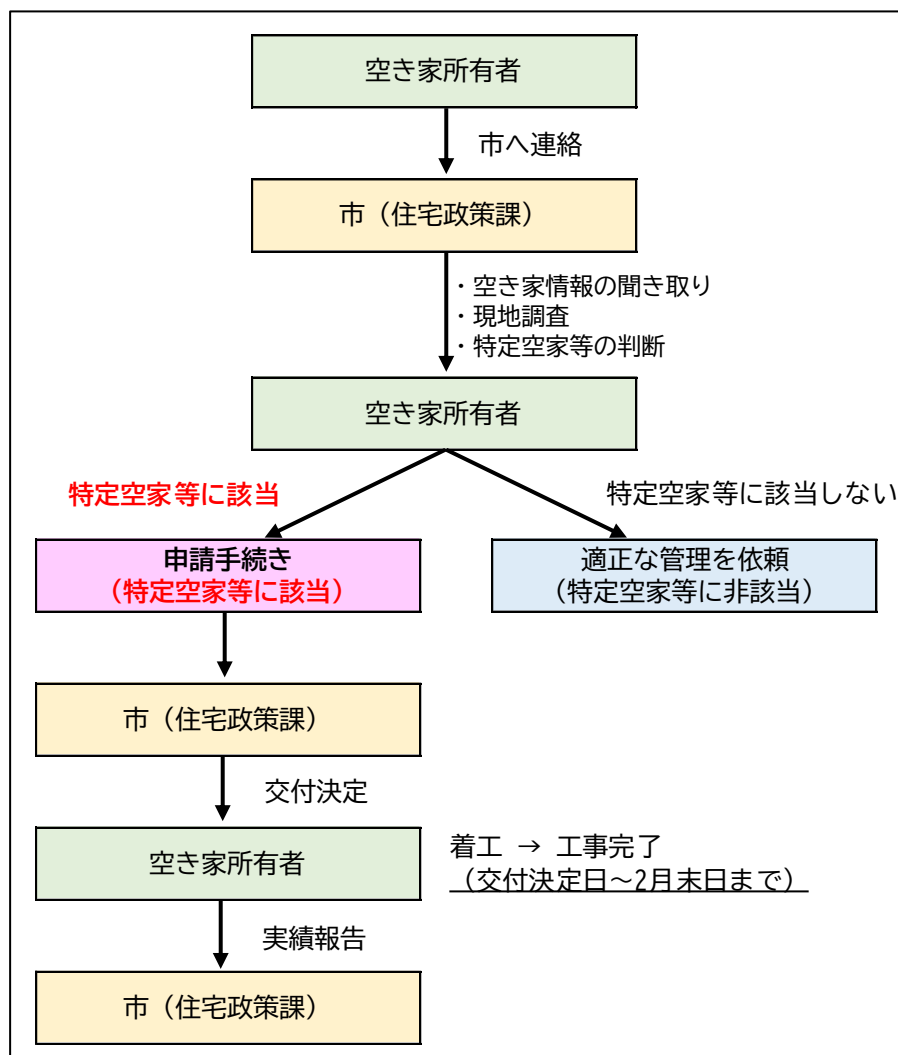 空き家所有者
市へ連絡
市（住宅政策課）
・空き家情報の聞き取り
・現地調査
・特定空家等の判断
空き家所有者
特定空家等に該当
特定空家等に該当しない
申請手続き
（特定空家等に該当）
適正な管理を依頼
（特定空家等に非該当）
市（住宅政策課）
交付決定
空き家所有者
着工 → 工事完了
（交付決定日～2月末日まで）
実績報告
市（住宅政策課）